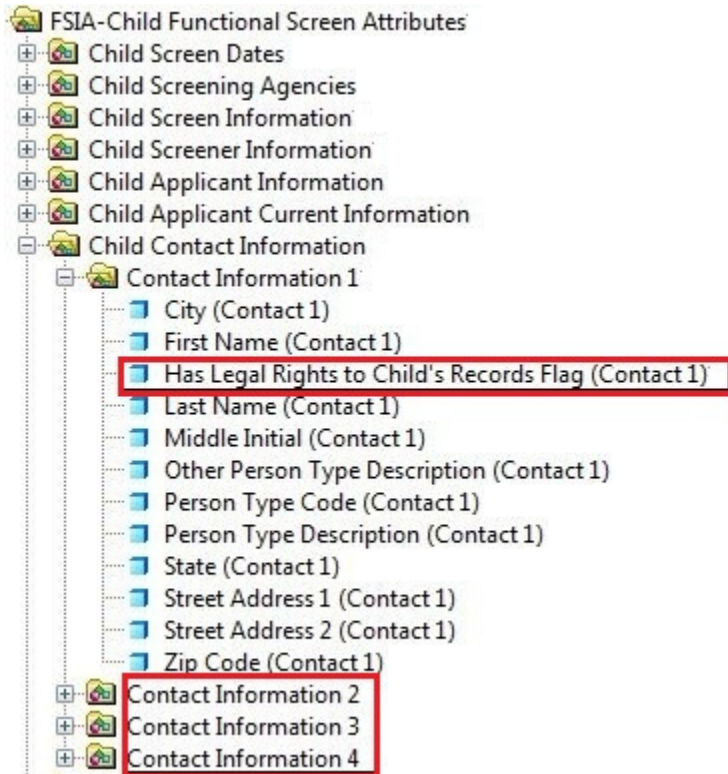 FSIA-Child Functional Screen Attributes
Child Screen Dates
Child Screening Agencies
Child Screen Information
Child Screener Information
Child Applicant Information
Child Applicant Current Information
Child Contact Information
Contact Information 1
City (Contact 1)
First Name (Contact 1)
Has Legal Rights to Child's Records Flag (Contact 1)
Last Name (Contact 1)
Middle Initial (Contact 1)
Other Person Type Description (Contact 1)
Person Type Code (Contact 1)
Person Type Description (Contact 1)
State (Contact 1)
Street Address 1 (Contact 1)
Street Address 2 (Contact 1)
Zip Code (Contact 1)
Contact Information 2
Contact Information 3
Contact Information 4